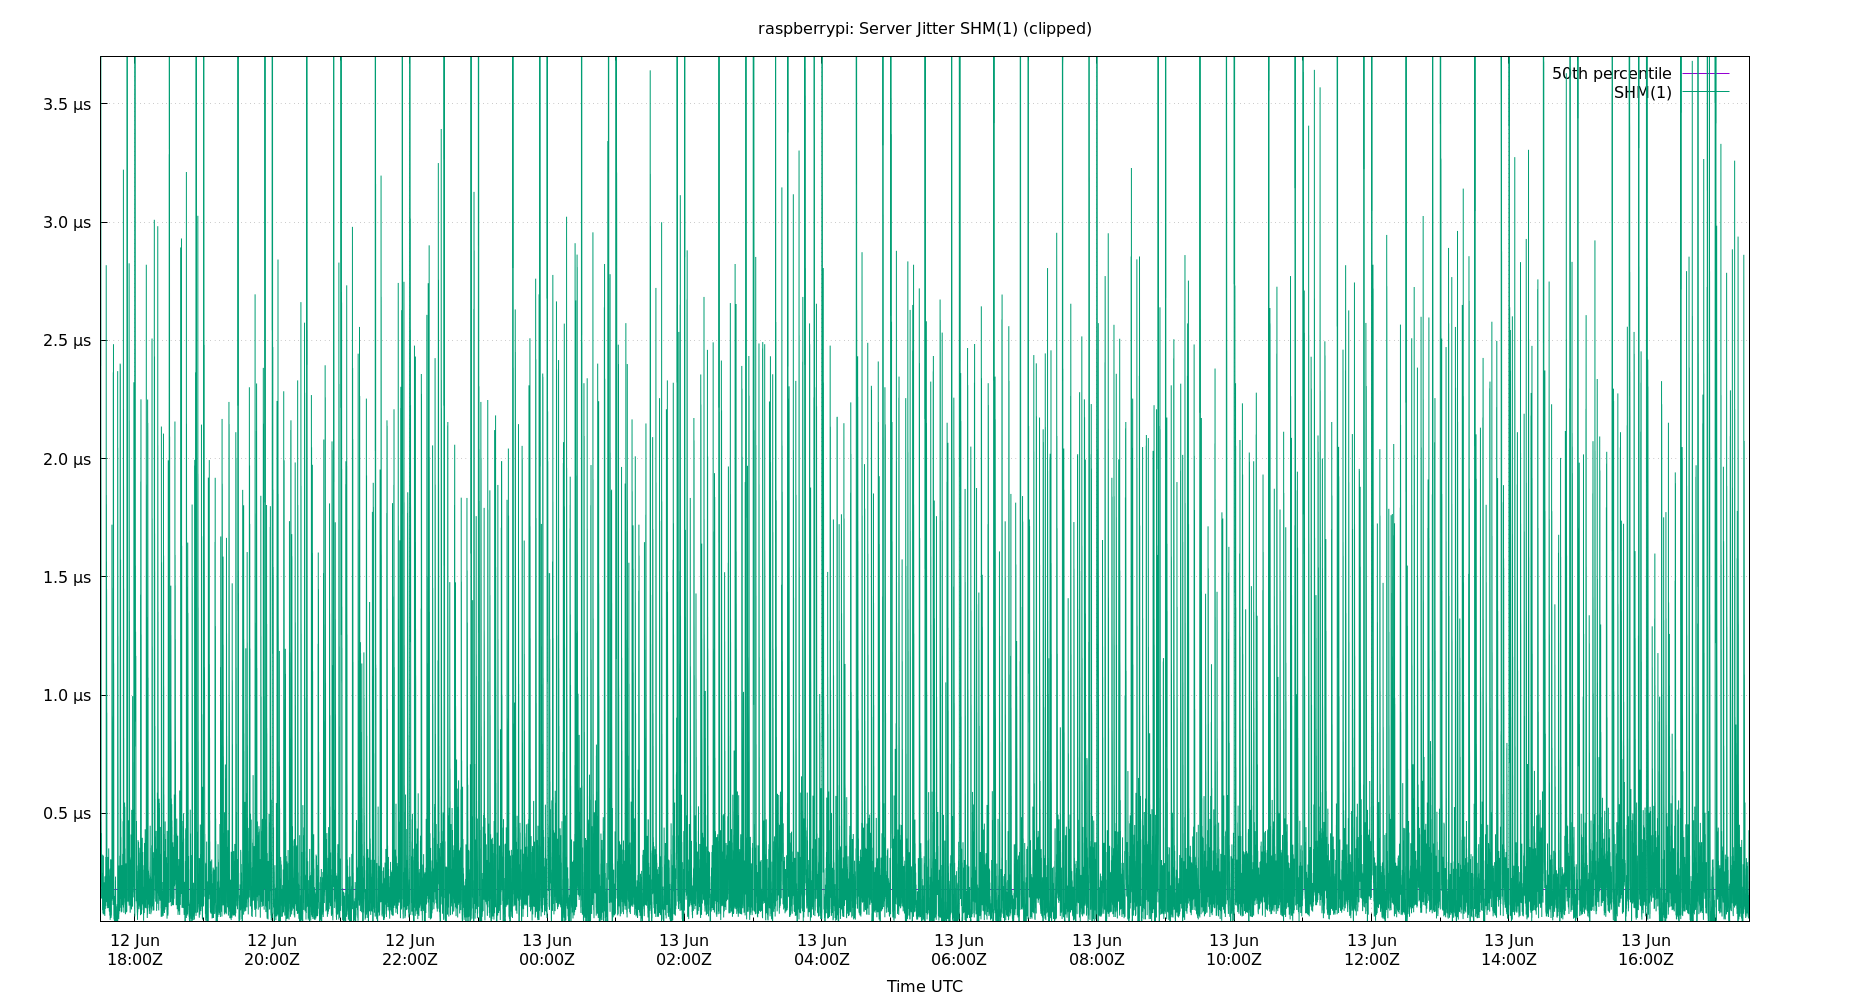 raspberrypi: Server Jitter SHM(1) (clipped)
50th percentile
SHM(1)
3.5 µs
3.0 µs
2.5 µs
2.0 µs
1.5 µs
1.0 µs
0.5 µs
12 Jun 12 Jun 12 Jun 13 Jun 13 Jun 13 Jun 13 Jun 13 Jun 13 Jun 13 Jun 13 Jun 13 Jun
18:00Z 20:00Z 22:00Z 00:00Z 02:00Z 04:00Z 06:00Z 08:00Z 10:00Z 12:00Z 14:00Z 16:00Z
Time UTC